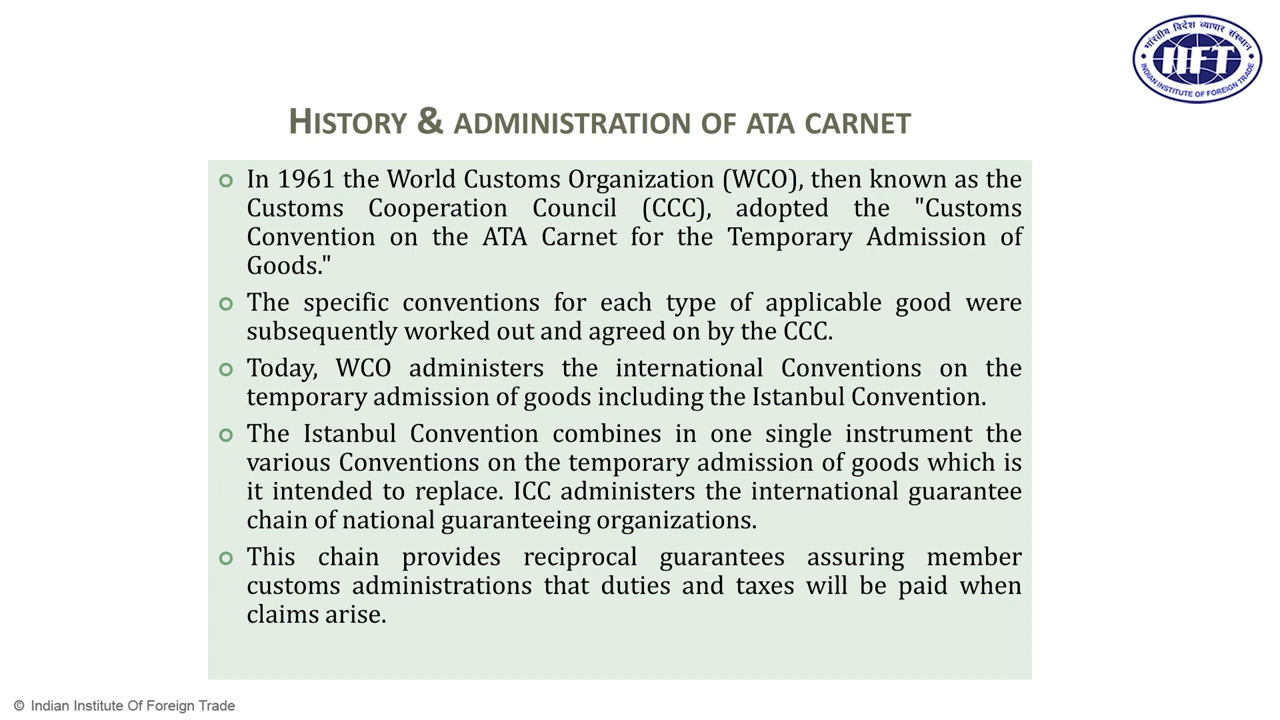 भारतीय विदेश व्यापार संस्थान
IIFT
INDIAN INSTITUTE OF FOREIGN TRADE
HISTORY & ADMINISTRATION OF ATA CARNET
In 1961 the World Customs Organization (WCO), then known as the
Customs Cooperation Council (CCC), adopted the "Customs
Convention on the ATA Carnet for the Temporary Admission of
Goods."
The specific conventions for each type of applicable good were
subsequently worked out and agreed on by the CCC.
Today, WCO administers the international Conventions on the
temporary admission of goods including the Istanbul Convention.
The Istanbul Convention combines in one single instrument the
various Conventions on the temporary admission of goods which is
it intended to replace. ICC administers the international guarantee
chain of national guaranteeing organizations.
This chain provides reciprocal guarantees assuring member
customs administrations that duties and taxes will be paid when
claims arise.
© Indian Institute Of Foreign Trade